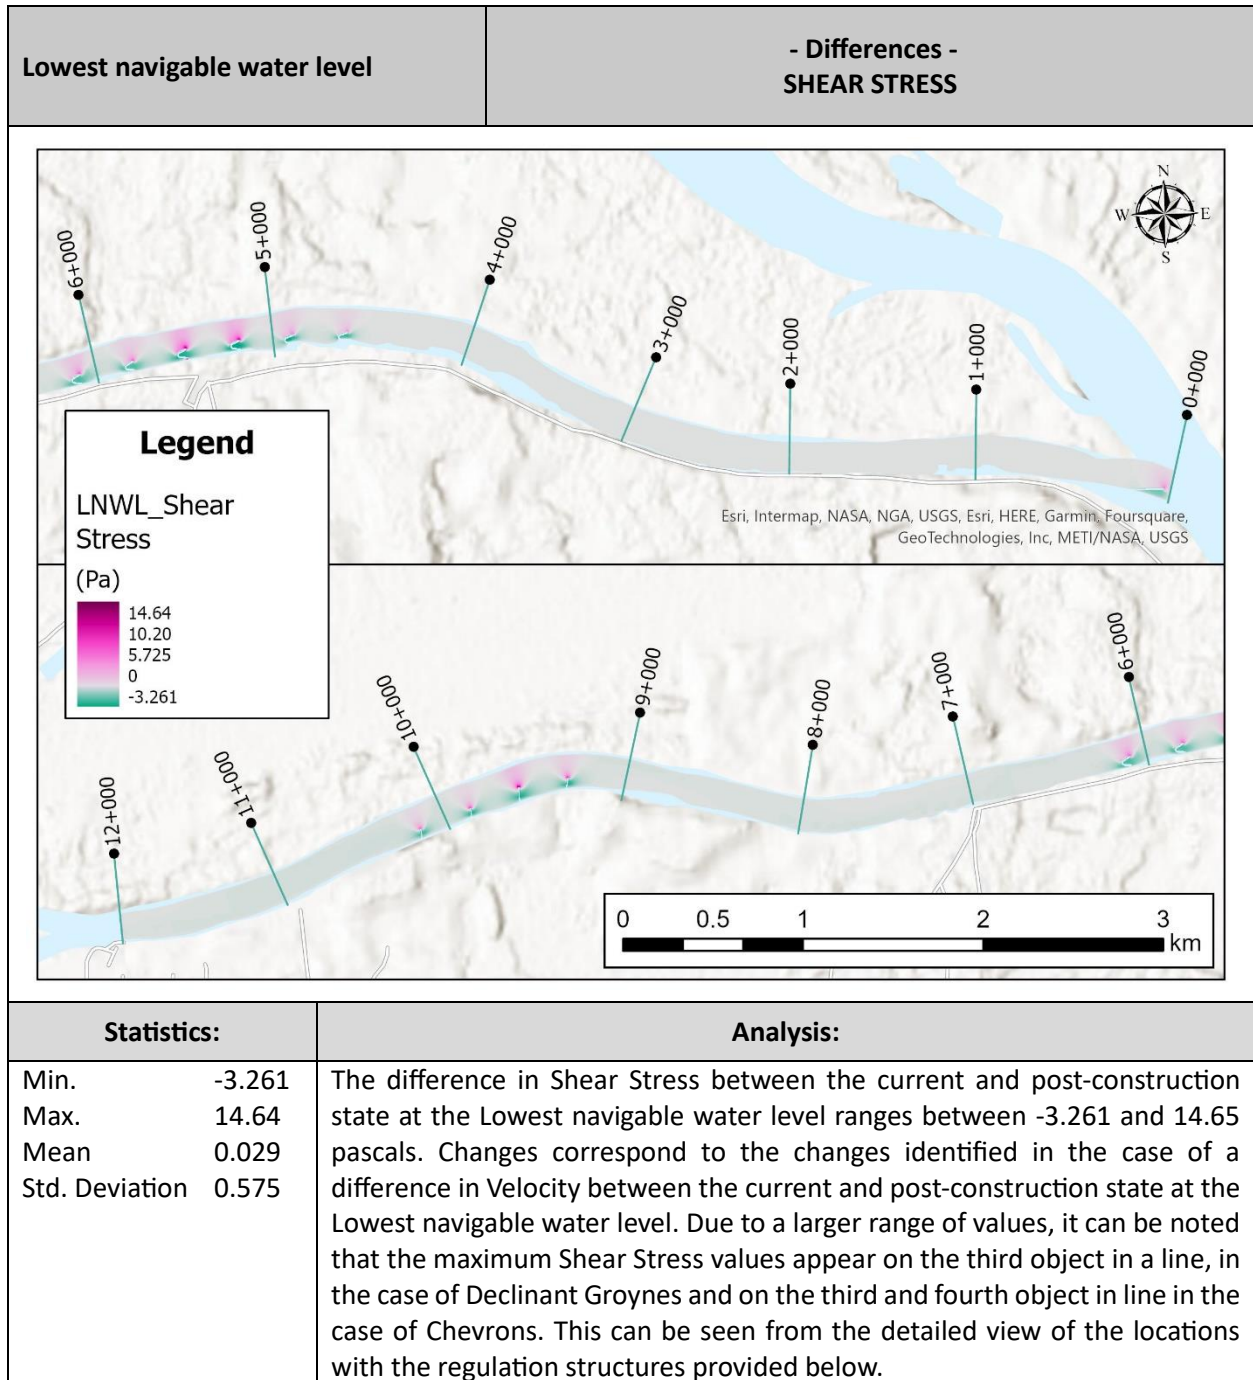 Lowest navigable water level
- Differences -
SHEAR STRESS
N
W
E
S
6+000
5+000
4+000
3+000
2+000
1+000
0+000
Esri, Intermap, NASA, NGA, USGS, Esri, HERE, Garmin, Foursquare,
GeoTechnologies, Inc, METI/NASA, USGS
Legend
LNWL_Shear
Stress
(Pa)
14.64
10.20
5.725
0
-3.261
12+000
11+000
10+000
9+000
8+000
7+000
6+000
0 0.5 1 2 3
km
Statistics:
Min. -3.261
Max. 14.64
Mean 0.029
Std. Deviation 0.575
Analysis:
The difference in Shear Stress between the current and post-construction
state at the Lowest navigable water level ranges between -3.261 and 14.65
pascals. Changes correspond to the changes identified in the case of a
difference in Velocity between the current and post-construction state at the
Lowest navigable water level. Due to a larger range of values, it can be noted
that the maximum Shear Stress values appear on the third object in a line, in
the case of Declinant Groynes and on the third and fourth object in line in the
case of Chevrons. This can be seen from the detailed view of the locations
with the regulation structures provided below.